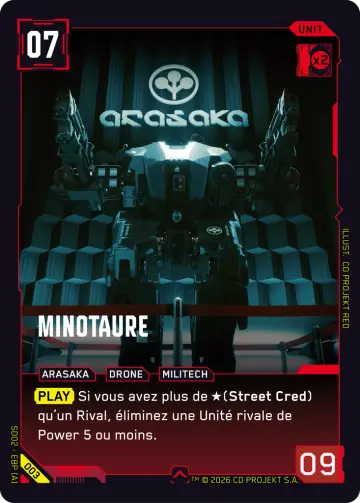 07
UNIT
x2
ARASAKA
ARASAKA
ILLUST. CD PROJEKT RED
MINOTAURE
ARASAKA
DRONE
MILITECH
PLAY Si vous avez plus de ★(Street Cred)
qu'un Rival, éliminez une Unité rivale de
Power 5 ou moins.
SD02 - EGP (A)
003
09
™ © 2026 CD PROJEKT S.A.